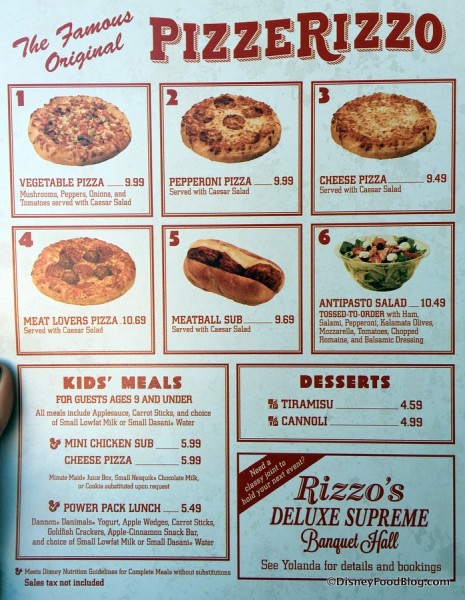 The Famous
Original
PIZZERIZZO
1
VEGETABLE PIZZA 9.99
Mushrooms, Peppers, Onions, and
Tomatoes served with Caesar Salad
2
PEPPERONI PIZZA 9.99
Served with Caesar Salad
3
CHEESE PIZZA 9.49
Served with Caesar Salad
4
MEAT LOVERS PIZZA 10.69
Served with Caesar Salad
5
MEATBALL SUB 9.69
Served with Caesar Salad
6
ANTIPASTO SALAD 10.49
TOSSED-TO-ORDER with Ham,
Salami, Pepperoni, Kalamata Olives,
Mozzarella, Tomatoes, Chopped
Romaine, and Balsamic Dressing
KIDS' MEALS
FOR GUESTS AGES 9 AND UNDER
All meals include Applesauce, Carrot Sticks, and choice
of Small Lowfat Milk or Small Dasani® Water
MINI CHICKEN SUB 5.99
CHEESE PIZZA 5.99
Minute Maid® Juice Box, Small Nesquik® Chocolate Milk,
or Cookie substituted upon request
POWER PACK LUNCH 5.49
Dannon® Danimals® Yogurt, Apple Wedges, Carrot Sticks,
Goldfish Crackers, Apple-Cinnamon Snack Bar,
and choice of Small Lowfat Milk or Small Dasani® Water
Meets Disney Nutrition Guidelines for Complete Meals without substitutions
Sales tax not included
DESSERTS
TIRAMISU 4.59
CANNOLI 4.99
Need a
classy joint to
hold your next event?
Rizzo's
DELUXE SUPREME
Banquet Hall
See Yolanda for details and bookings
©DisneyFoodBlog.com